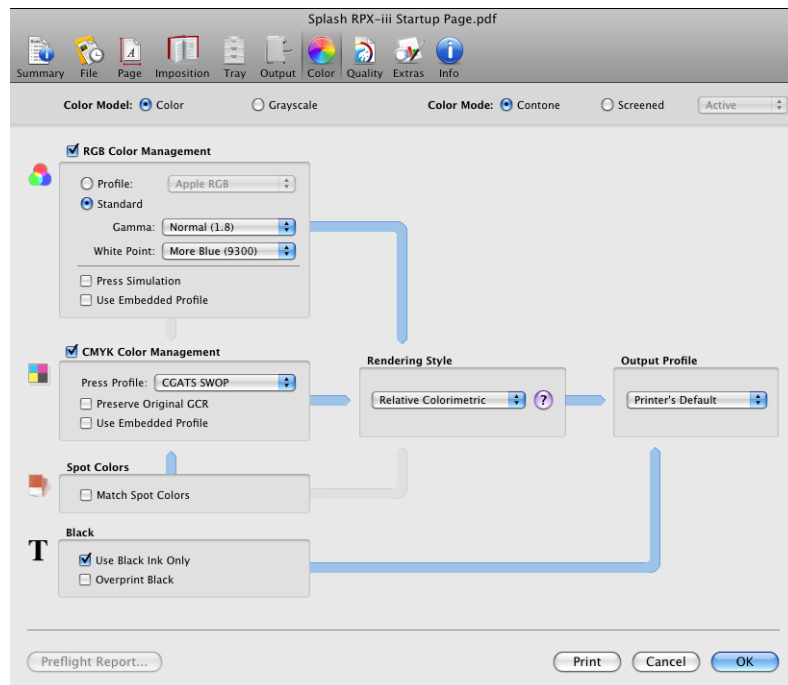 Splash RPX-iii Startup Page.pdf
Summary File Page Imposition Tray Output Color Quality Extras Info
Color Model: Color Grayscale Color Mode: Contone Screened Active
RGB Color Management
Profile: Apple RGB
Standard
Gamma: Normal (1.8)
White Point: More Blue (9300)
Press Simulation
Use Embedded Profile
CMYK Color Management
Press Profile: CGATS SWOP
Preserve Original GCR
Use Embedded Profile
Rendering Style
Relative Colorimetric ?
Output Profile
Printer's Default
Spot Colors
Match Spot Colors
Black
T
Use Black Ink Only
Overprint Black
Preflight Report... Print Cancel OK